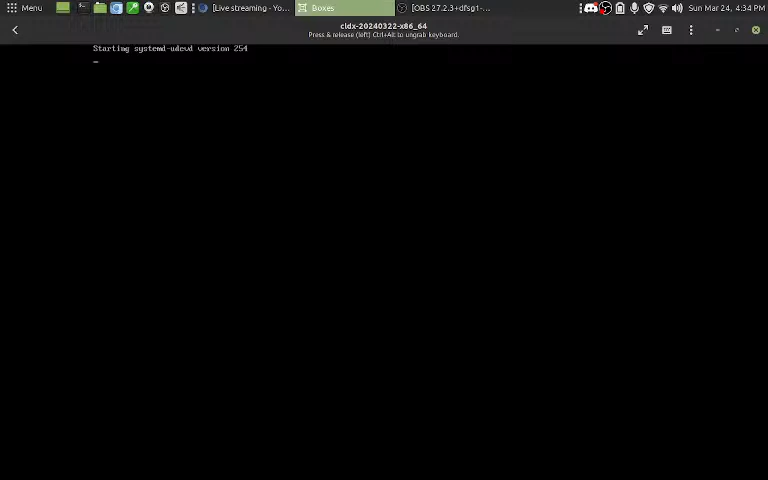 Menu
[Live streaming - Yo...
Boxes
[OBS 27.2.3+dfsg1-...
Sun Mar 24, 4:34 PM
cldx-20240322-x86_64
Press & release (left) Ctrl+Alt to ungrab keyboard.
Starting systemd-udevd version 254